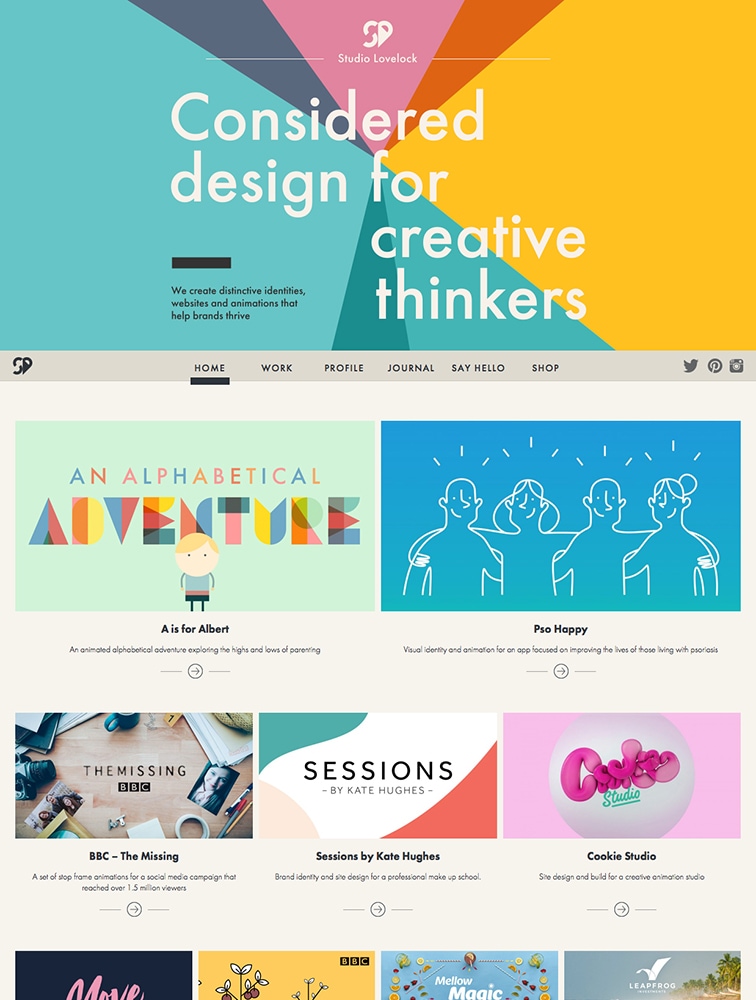 Studio Lovelock
Considered
design for
creative
thinkers
We create distinctive identities,
websites and animations that
help brands thrive
HOME WORK PROFILE JOURNAL SAY HELLO SHOP
AN ALPHABETICAL
ADVENTURE
A is for Albert
An animated alphabetical adventure exploring the highs and lows of parenting
Pso Happy
Visual identity and animation for an app focused on improving the lives of those living with psoriasis
THE MISSING
BBC
BBC – The Missing
A set of stop frame animations for a social media campaign that
reached over 1.5 million viewers
SESSIONS
– BY KATE HUGHES –
Sessions by Kate Hughes
Brand identity and site design for a professional make up school.
Cookie
Studio
Cookie Studio
Site design and build for a creative animation studio
Move
BBC
Mellow
Magic
LEAPFROG
INVESTMENTS